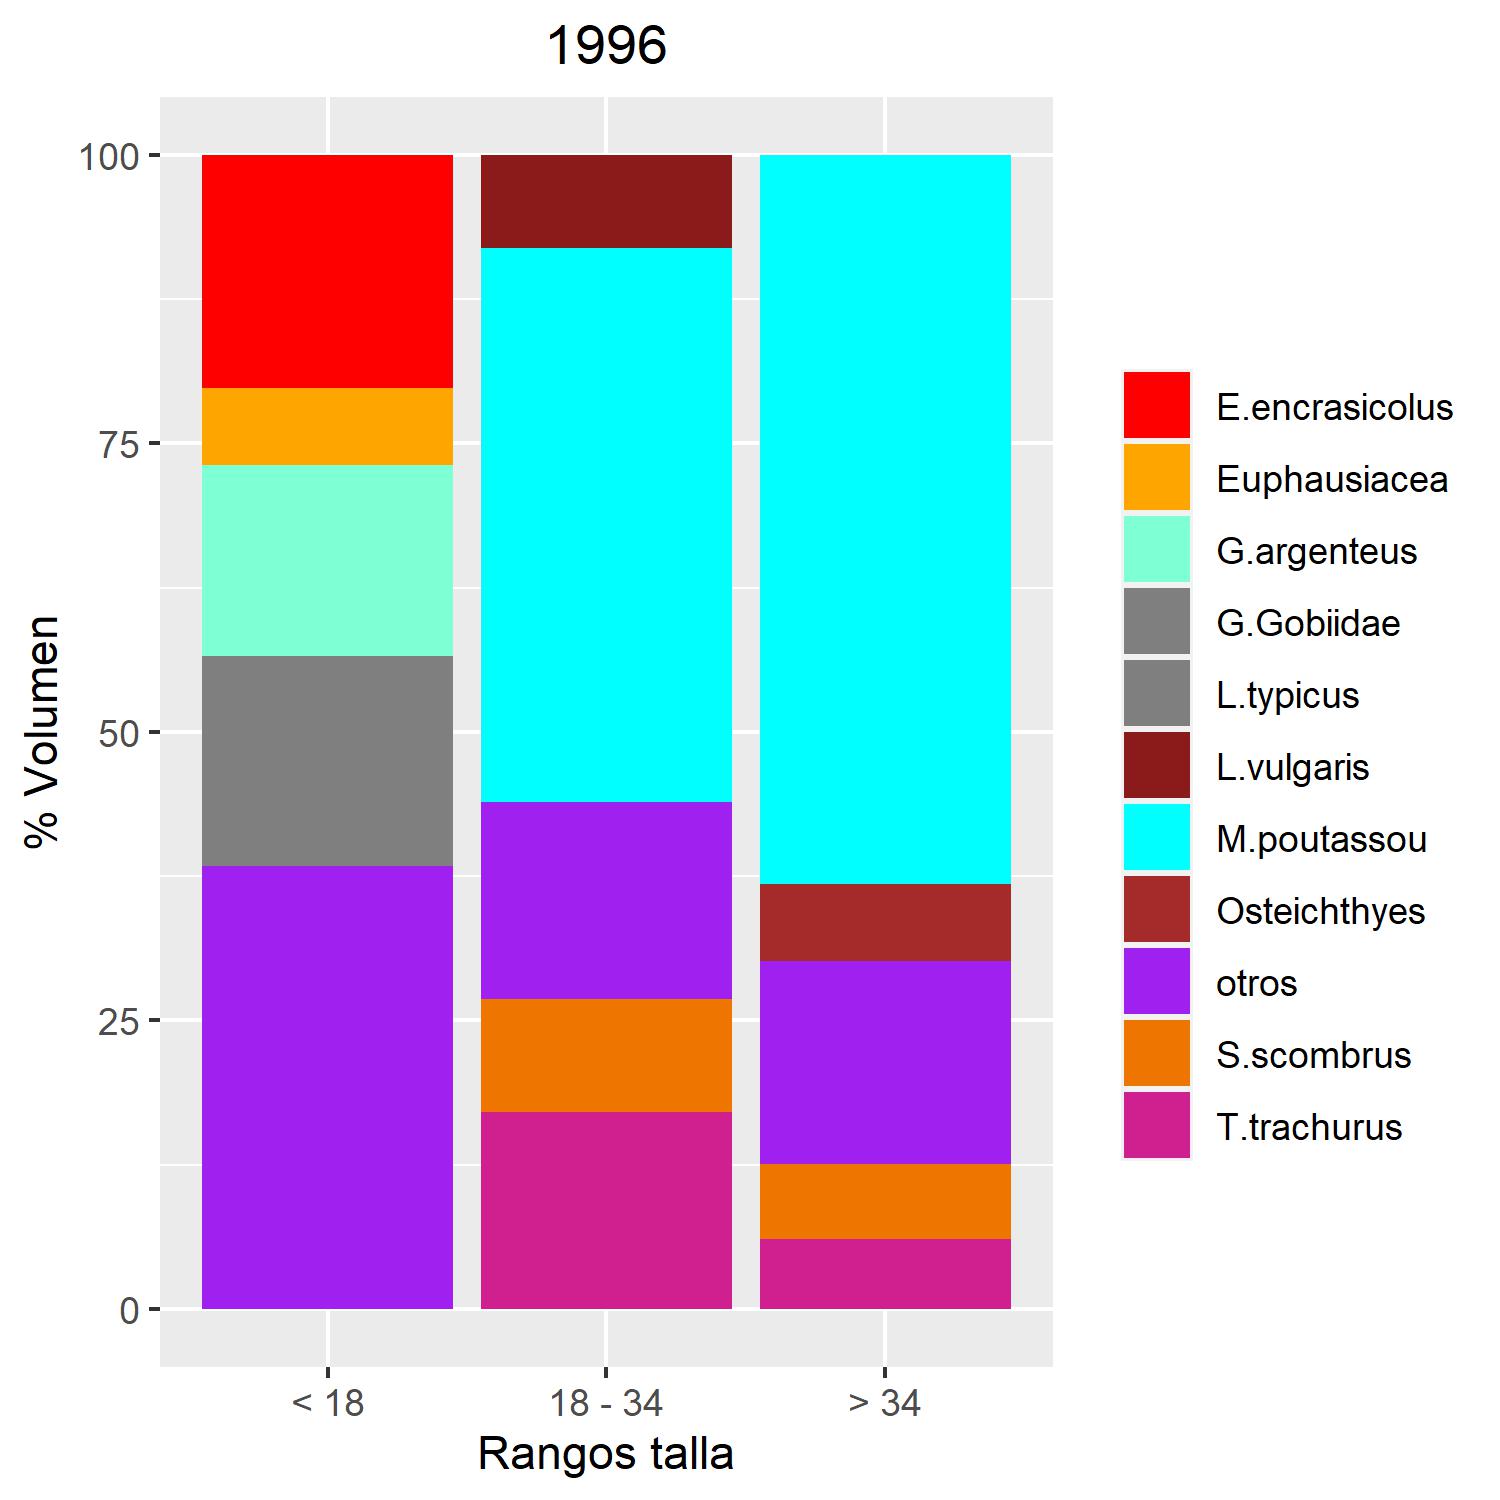 1996
% Volumen
100
75
50
25
0
< 18
18 - 34
> 34
Rangos talla
E.encrasicolus
Euphausiacea
G.argenteus
G.Gobiidae
L.typicus
L.vulgaris
M.poutassou
Osteichthyes
otros
S.scombrus
T.trachurus